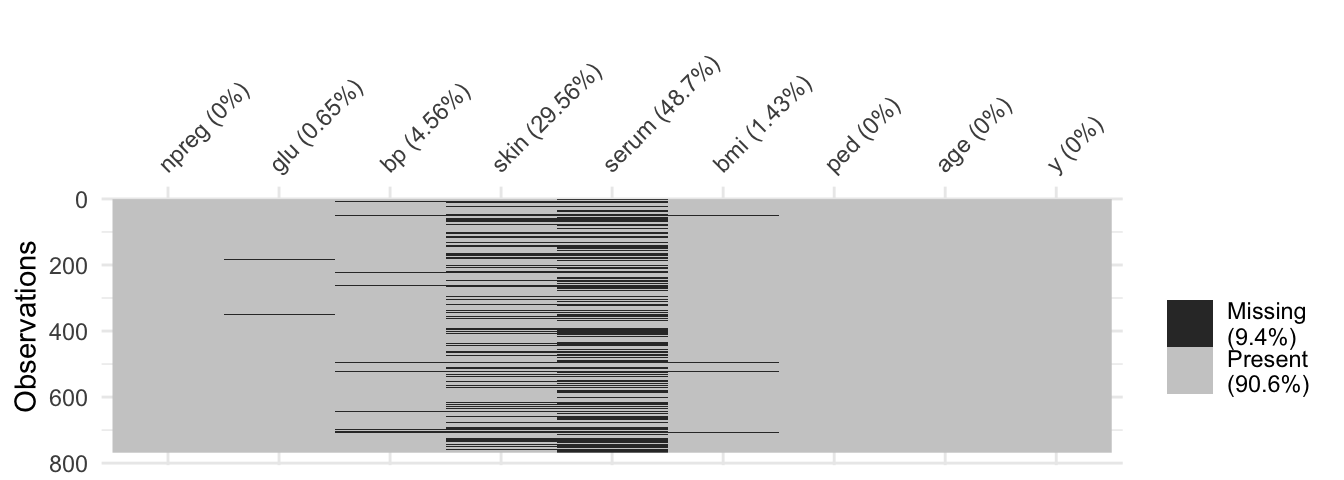 npreg (0%)
glu (0.65%)
bp (4.56%)
skin (29.56%)
serum (48.7%)
bmi (1.43%)
ped (0%)
age (0%)
y (0%)
Observations
0
200
400
600
800
Missing
(9.4%)
Present
(90.6%)